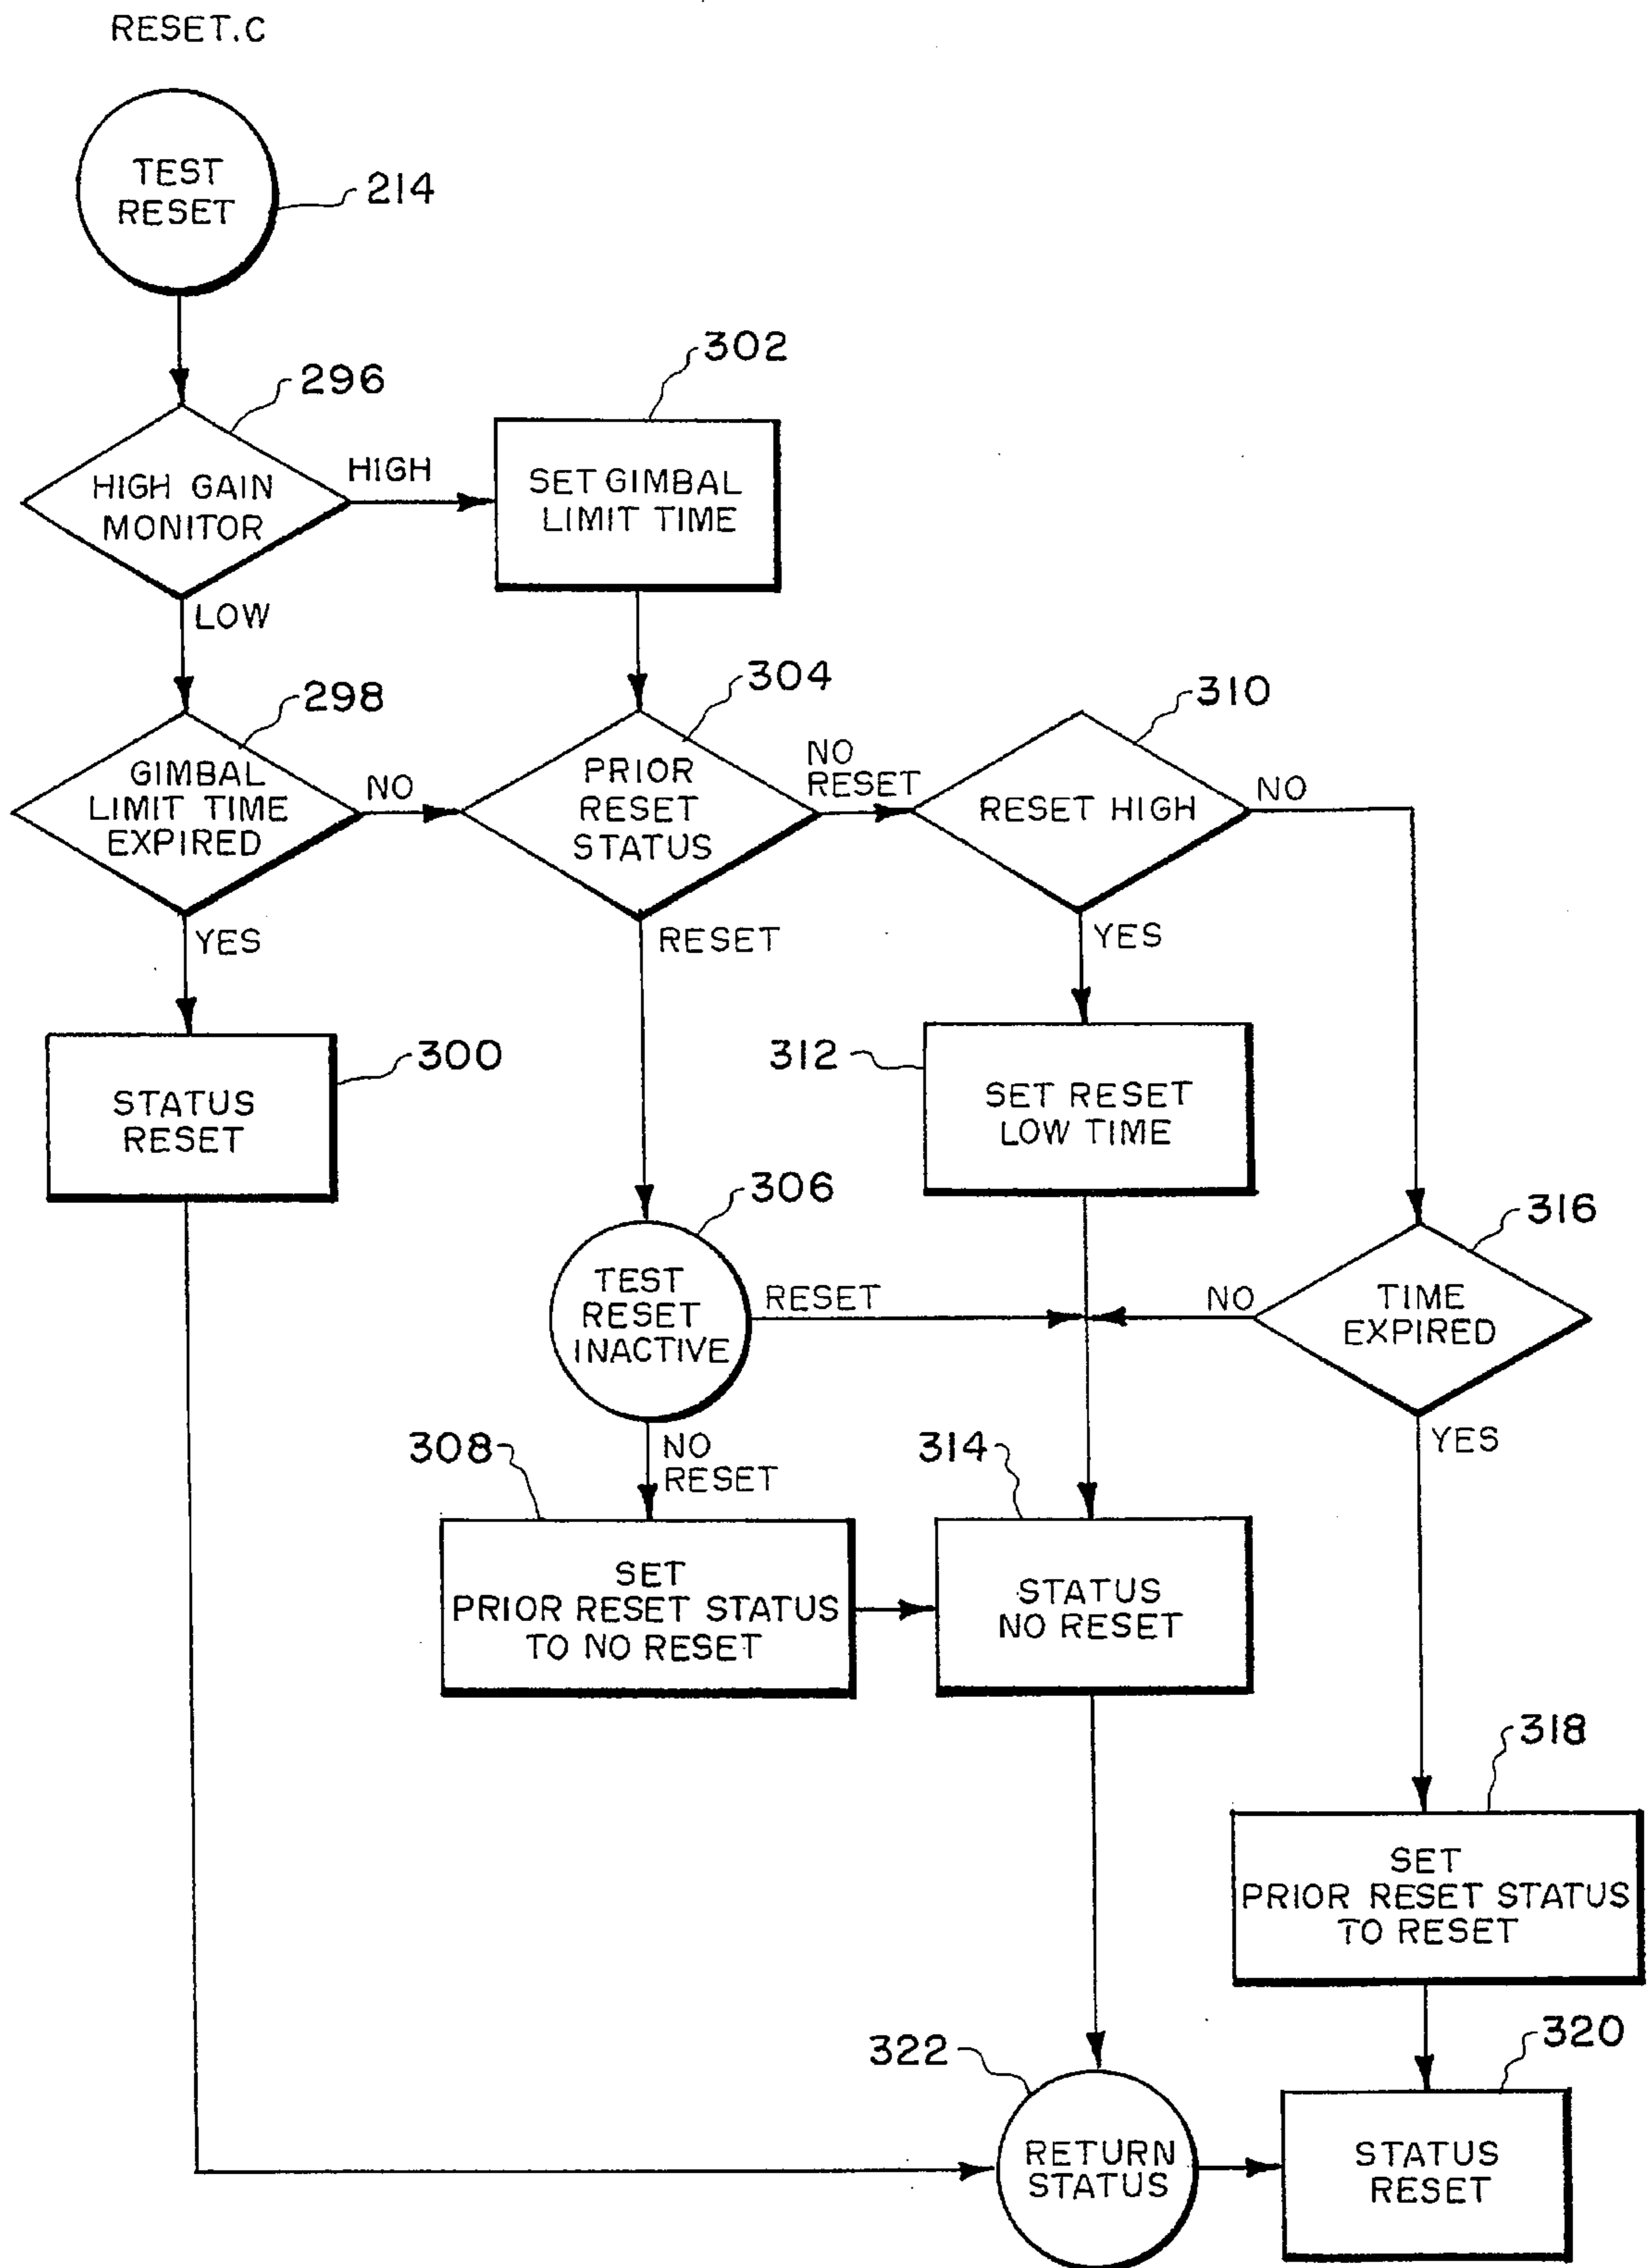 RESET.C
TEST
RESET
214
296
HIGH GAIN
MONITOR
HIGH
LOW
302
SET GIMBAL
LIMIT TIME
298
GIMBAL
LIMIT TIME
EXPIRED
NO
YES
304
PRIOR
RESET
STATUS
NO
RESET
RESET
310
RESET HIGH
NO
YES
300
STATUS
RESET
312
SET RESET
LOW TIME
306
TEST
RESET
INACTIVE
RESET
NO
RESET
316
TIME
EXPIRED
NO
YES
308
SET
PRIOR RESET STATUS
TO NO RESET
314
STATUS
NO RESET
318
SET
PRIOR RESET STATUS
TO RESET
322
RETURN
STATUS
320
STATUS
RESET